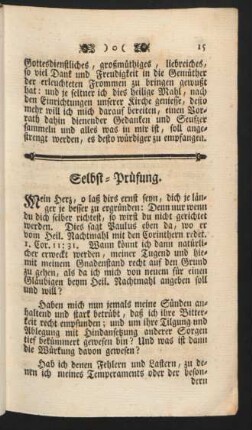 )o( 15
Gottesdienstliches, großmüthiges, liebreiches,
so viel Dank und Freudigkeit in die Gemüther
der erleuchteten Frommen zu bringen gewußt
hat: und je seltner ich dies heilige Mahl, nach
den Einrichtungen unserer Kirche geniesse, desto
mehr will ich mich darauf bereiten, einen Vor-
rath dahin dienender Gedanken und Seufzer
sammeln und alles was in mir ist, soll ange-
strengt werden, es desto würdiger zu empfangen.
Selbst-Prüfung.
Mein Herz, o laß dirs ernst seyn, dich je län-
ger je besser zu ergründen: Denn nur wenn
du dich selber richtest, so wirst du nicht gerichtet
werden. Dies sagt Paulus eben da, wo er
vom Heil. Nachtmahl mit den Corinthern redet.
1. Cor. 11: 31. Wann könnt ich dann natürli-
cher erweckt werden, meiner Tugend und hier
mit meinem Gnadenstand recht auf den Grund
zu gehen, als da ich mich von neuem für einen
Gläubigen beym Heil. Nachtmahl angeben soll
und will?
Haben mich nun jemals meine Sünden an-
haltend und stark betrübt, daß ich ihre Bitter-
keit recht empfunden; und um ihre Tilgung und
Ablegung mit Hindansetzung anderer Sorgen
tief bekümmert gewesen bin? Und was ist dann
die Würkung davon gewesen?
Hab ich denen Fehlern und Lastern, zu de-
nen ich meines Temperaments oder der beson-
dern